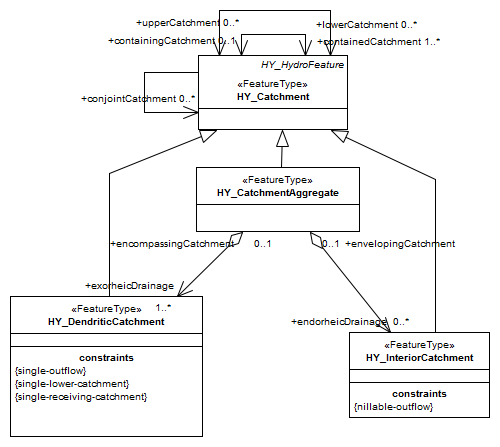 +upperCatchment 0..*
+lowerCatchment 0..*
+containingCatchment 0..1
+containedCatchment 1..*
HY_HydroFeature
«FeatureType»
HY_Catchment
+conjointCatchment 0..*
«FeatureType»
HY_CatchmentAggregate
+encompassingCatchment 0..1
0..1 +envelopingCatchment
+exorheicDrainage
1..*
+endorheicDrainage 0..*
«FeatureType»
HY_DendriticCatchment
constraints
{single-outflow}
{single-lower-catchment}
{single-receiving-catchment}
«FeatureType»
HY_InteriorCatchment
constraints
{nillable-outflow}